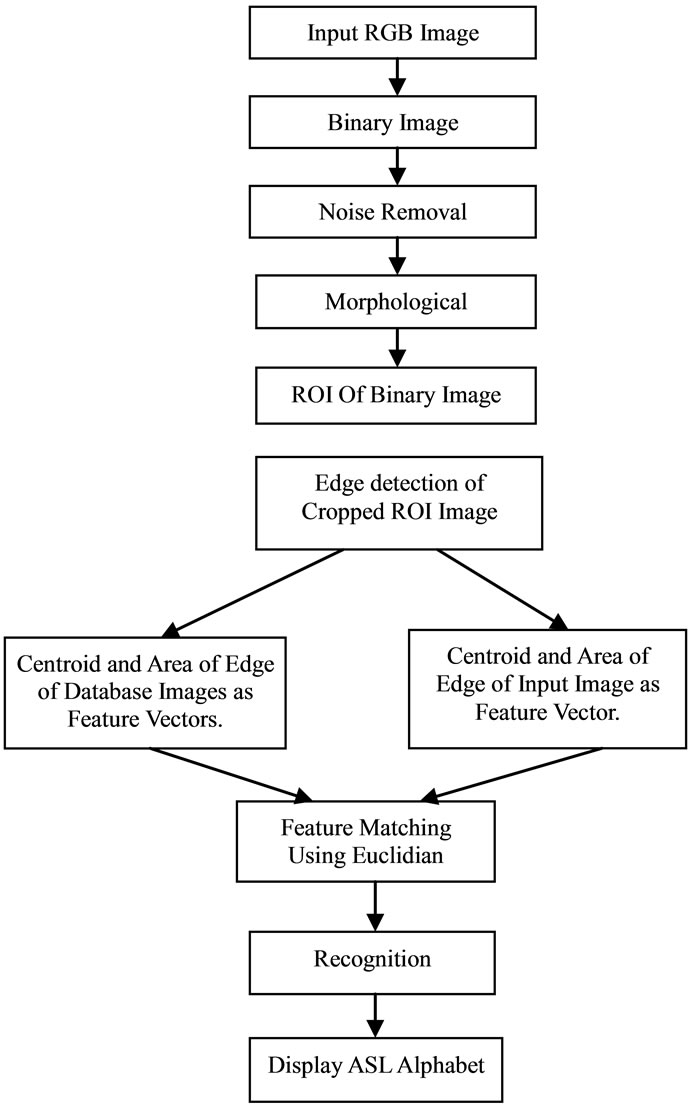 Input RGB Image
Binary Image
Noise Removal
Morphological
ROI Of Binary Image
Edge detection of
Cropped ROI Image
Centroid and Area of Edge
of Database Images as
Feature Vectors.
Centroid and Area of
Edge of Input Image as
Feature Vector.
Feature Matching
Using Euclidian
Recognition
Display ASL Alphabet